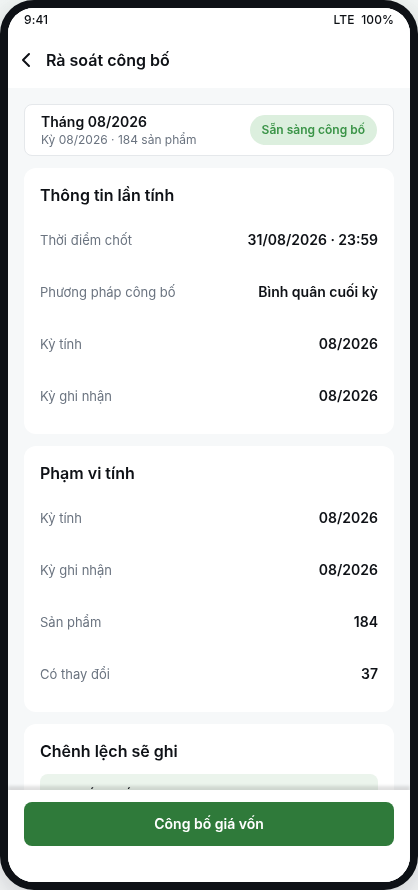 9:41
LTE 100%
Rà soát công bố
Tháng 08/2026
Kỳ 08/2026 · 184 sản phẩm
Sẵn sàng công bố
Thông tin lần tính
Thời điểm chốt
31/08/2026 · 23:59
Phương pháp công bố
Bình quân cuối kỳ
Kỳ tính
08/2026
Kỳ ghi nhận
08/2026
Phạm vi tính
Kỳ tính
08/2026
Kỳ ghi nhận
08/2026
Sản phẩm
184
Có thay đổi
37
Chênh lệch sẽ ghi
Công bố giá vốn